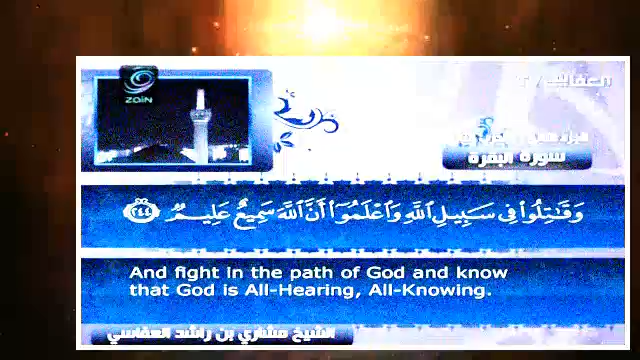 ZAIN
سورة البقرة
وَقَاتِلُوا۟ فِى سَبِيلِ ٱللَّهِ وَٱعْلَمُوٓا۟ أَنَّ ٱللَّهَ سَمِيعٌ عَلِيمٌ ٢٤٤
And fight in the path of God and know
that God is All-Hearing, All-Knowing.
الشيخ مشاري بن راشد العفاسي